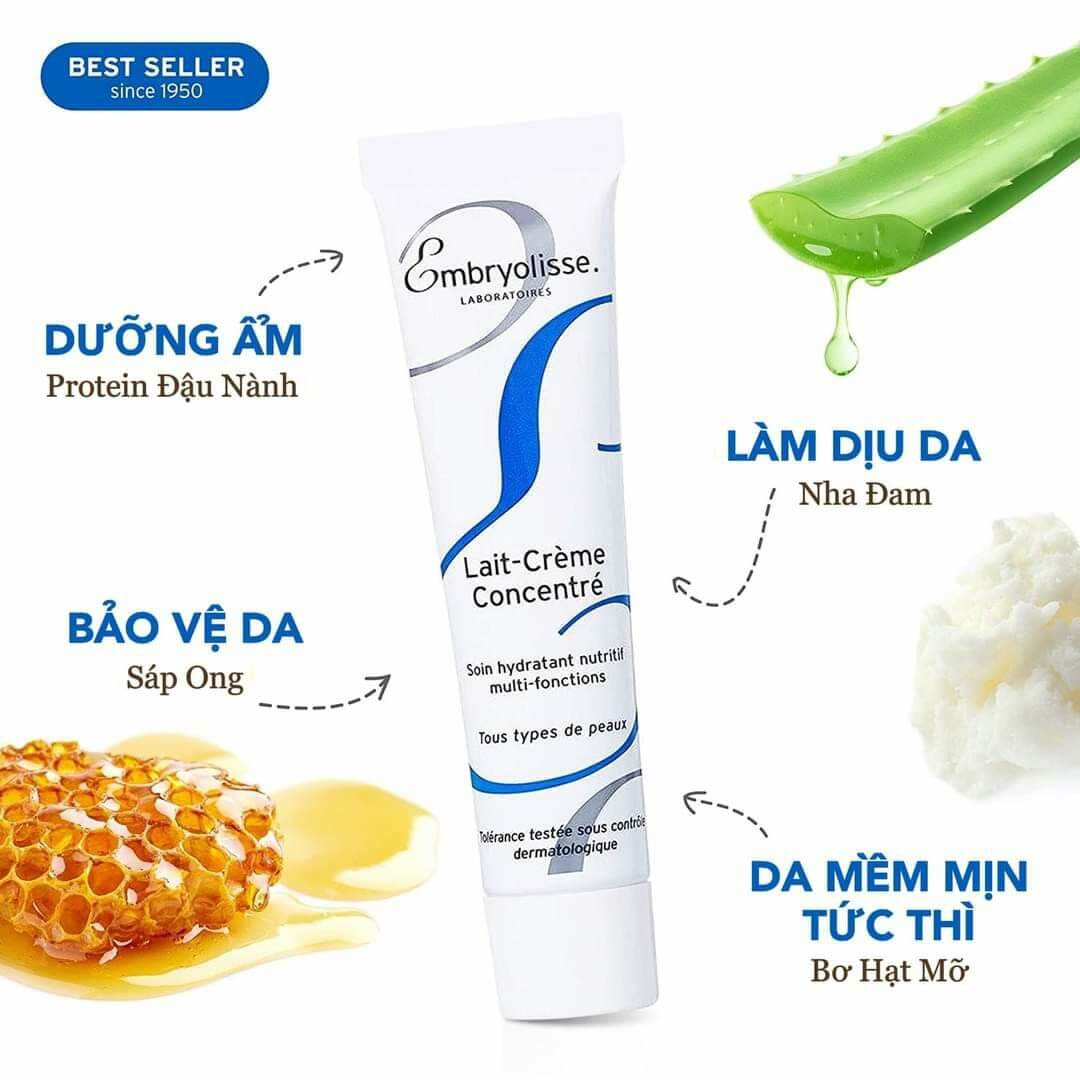 BEST SELLER
since 1950
Embryolisse.
LABORATOIRES
DƯỠNG ẨM
Protein Đậu Nành
LÀM DỊU DA
Nha Đam
Lait-Crème
Concentré
BẢO VỆ DA
Sáp Ong
Soin hydratant nutritif
multi-fonctions
Tous types de peaux
Tolérance testée sous contrôle
dermatologique
DA MỀM MỊN
TỨC THÌ
Bơ Hạt Mỡ